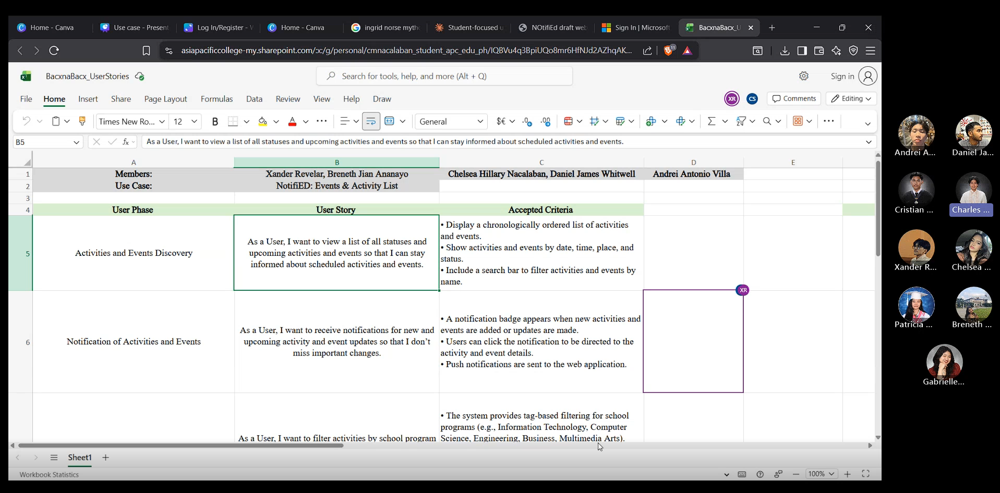 Home - Canva
Use case - Present
Log In/Register - V
Home - Canva
ingrid norse mytho
Student-focused u
NOtifiEd draft web
Sign In | Microsoft
BacxnaBacx_U
asiapacificcollege-my.sharepoint.com/:x:/g/personal/cmnacalaban_student_apc_edu_ph/IQBVu4q3BpiUQo8mr6HfNJd2AZhqAK...
11
BacxnaBacx_UserStories
Search for tools, help, and more (Alt + Q)
Sign in
File Home Insert Share Page Layout Formulas Data Review View Help Draw
XR CS Comments Editing
Times New Ro... 12 B A General $€
B5 fx As a User, I want to view a list of all statuses and upcoming activities and events so that I can stay informed about scheduled activities and events.
A B C D E
1 Members: Xander Revelar, Breneth Jian Ananayo Chelsea Hillary Nacalaban, Daniel James Whitwell Andrei Antonio Villa
2 Use Case: NotifiED: Events & Activity List
3
4 User Phase User Story Accepted Criteria
5
Activities and Events Discovery
As a User, I want to view a list of all statuses and
upcoming activities and events so that I can stay
informed about scheduled activities and events.
• Display a chronologically ordered list of activities
and events.
• Show activities and events by date, time, place, and
status.
• Include a search bar to filter activities and events by
name.
XR
6
Notification of Activities and Events
As a User, I want to receive notifications for new and
upcoming activity and event updates so that I don't
miss important changes.
• A notification badge appears when new activities and
events are added or updates are made.
• Users can click the notification to be directed to the
activity and event details.
• Push notifications are sent to the web application.
As a User, I want to filter activities by school program
• The system provides tag-based filtering for school
programs (e.g., Information Technology, Computer
Science, Engineering, Business, Multimedia Arts).
Sheet1
Workbook Statistics
100%
Andrei A...
Daniel Ja...
Cristian ...
Charles ...
Xander R...
Chelsea ...
Patricia ...
Breneth ...
Gabrielle...